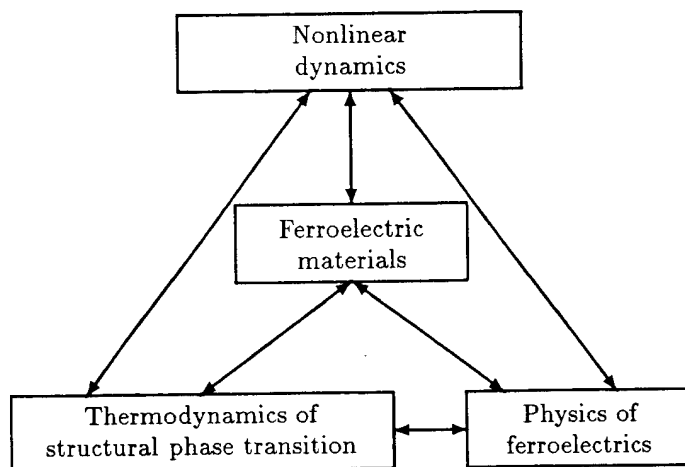 Nonlinear
dynamics
Ferroelectric
materials
Thermodynamics of
structural phase transition
Physics of
ferroelectrics